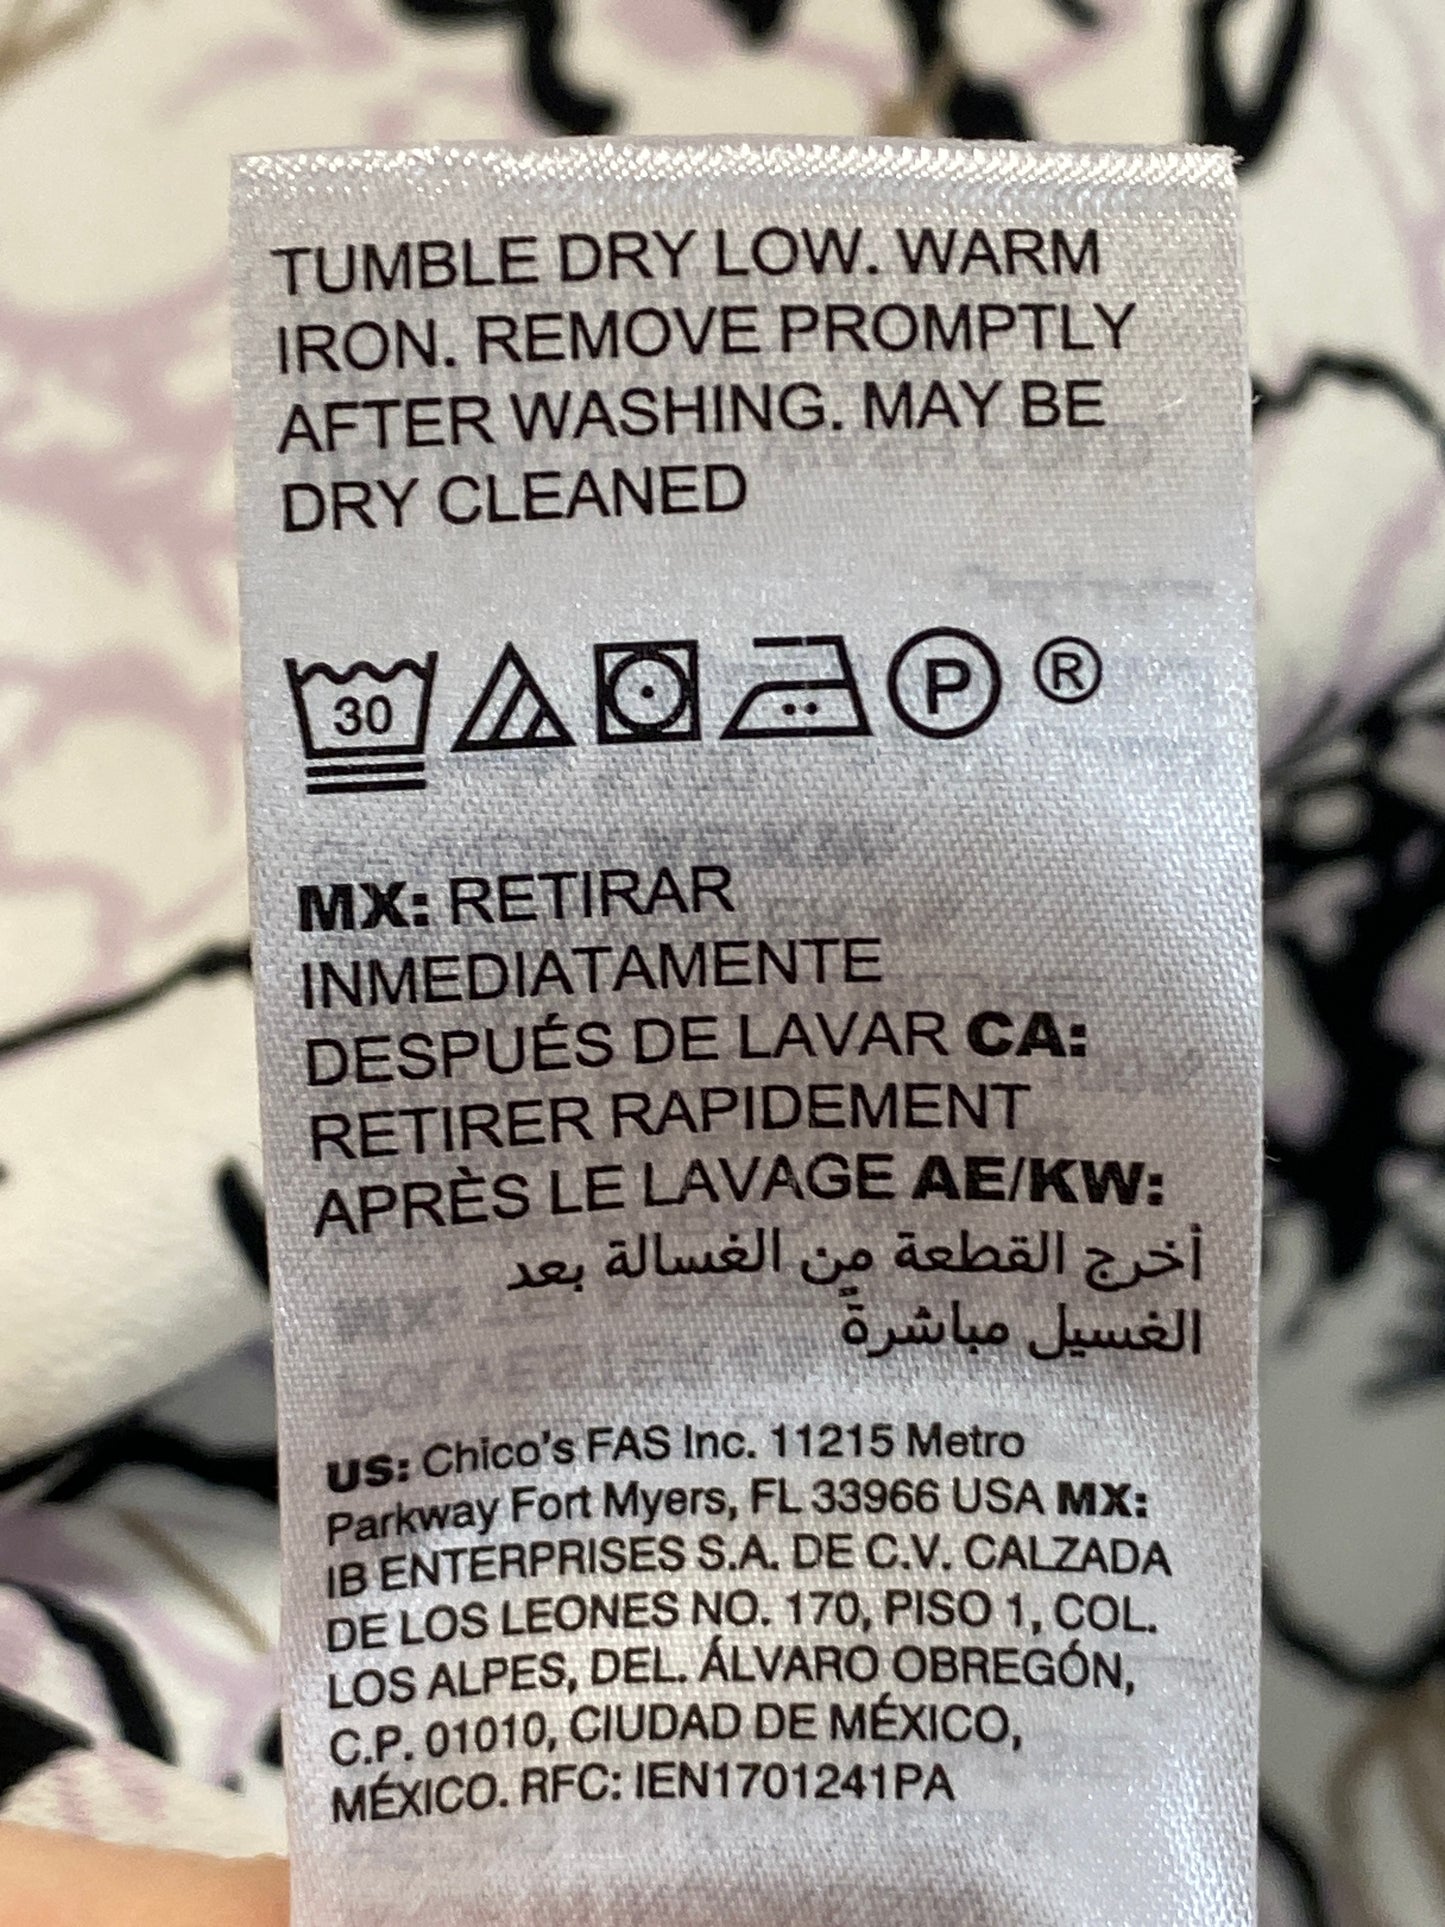 TUMBLE DRY LOW. WARM
IRON. REMOVE PROMPTLY
AFTER WASHING. MAY BE
DRY CLEANED
30 P ®
MX: RETIRAR
INMEDIATAMENTE
DESPUÉS DE LAVAR CA:
RETIRER RAPIDEMENT
APRÈS LE LAVAGE AE/KW:
أخرج القطعة من الغسالة بعد
الغسيل مباشرةً
US: Chico's FAS Inc. 11215 Metro
Parkway Fort Myers, FL 33966 USA MX:
IB ENTERPRISES S.A. DE C.V. CALZADA
DE LOS LEONES NO. 170, PISO 1, COL.
LOS ALPES, DEL. ÁLVARO OBREGÓN,
C.P. 01010, CIUDAD DE MÉXICO,
MÉXICO. RFC: IEN1701241PA